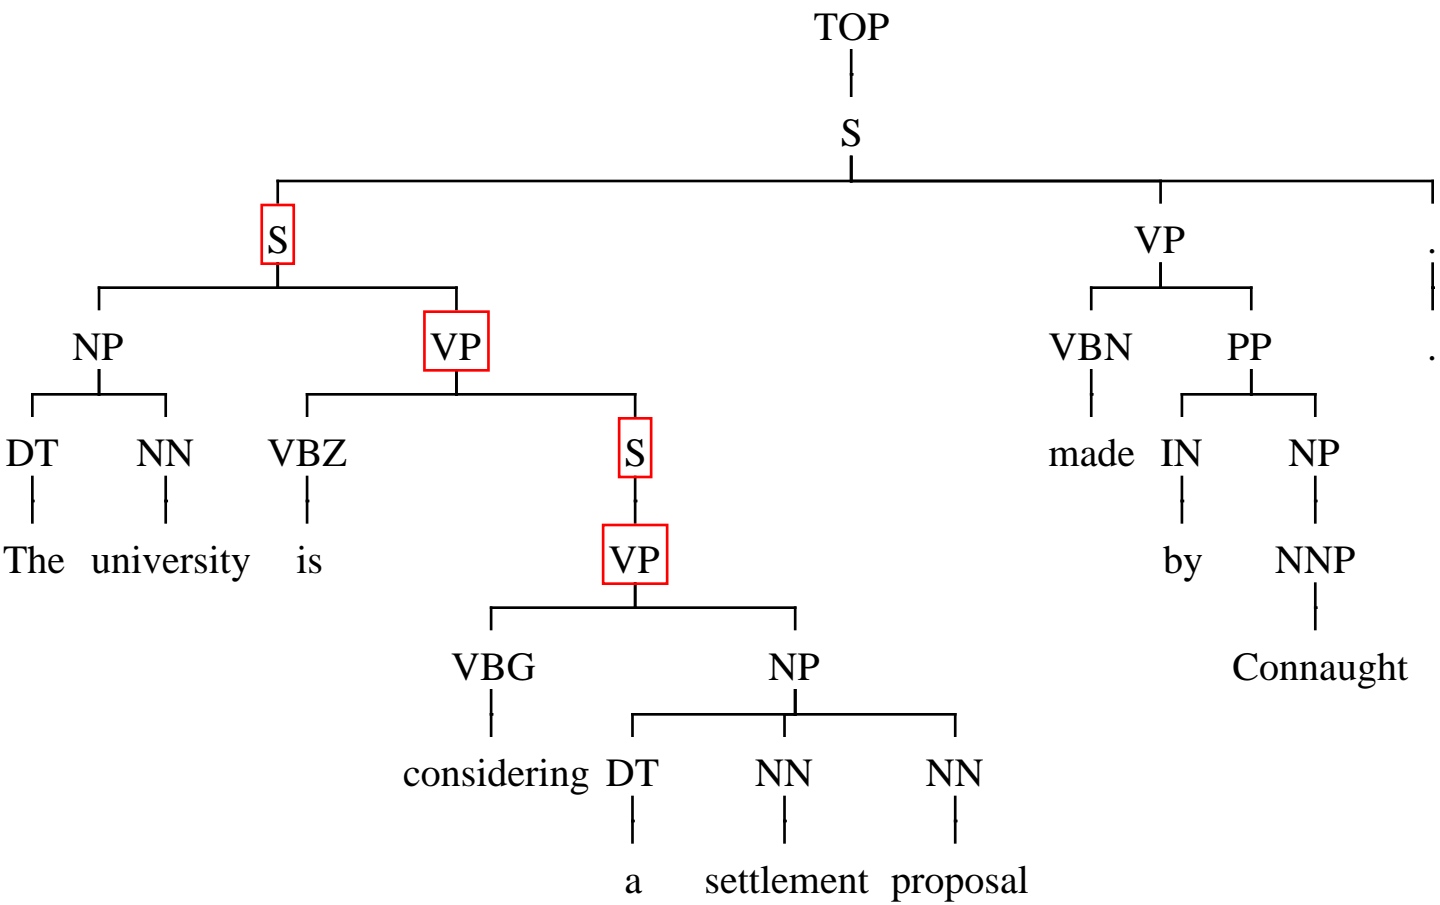 TOP
S
S VP .
NP VP VBN PP .
DT NN VBZ S made IN NP
The university is VP by NNP
VBG NP Connaught
considering DT NN NN
a settlement proposal